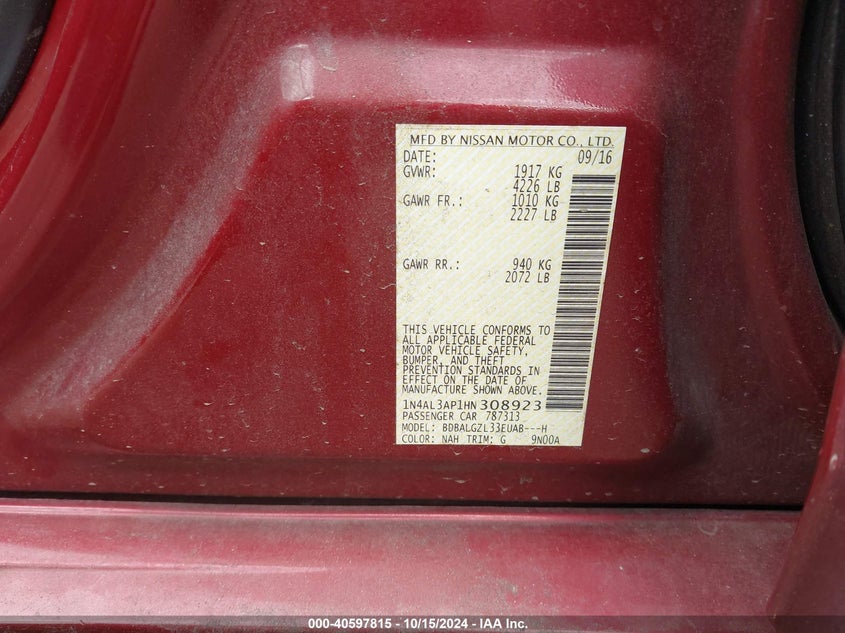 MFD BY NISSAN MOTOR CO., LTD.
DATE: 09/16
GVWR: 1917 KG
4226 LB
GAWR FR.: 1010 KG
2227 LB
GAWR RR.: 940 KG
2072 LB
THIS VEHICLE CONFORMS TO
ALL APPLICABLE FEDERAL
MOTOR VEHICLE SAFETY,
BUMPER, AND THEFT
PREVENTION STANDARDS IN
EFFECT ON THE DATE OF
MANUFACTURE SHOWN ABOVE.
1N4AL3AP1HN308923
PASSENGER CAR 787313
MODEL: BDBALGZL33EUAB---H
COLOR: NAH TRIM: G 9N00A
000-40597815 - 10/15/2024 - IAA Inc.